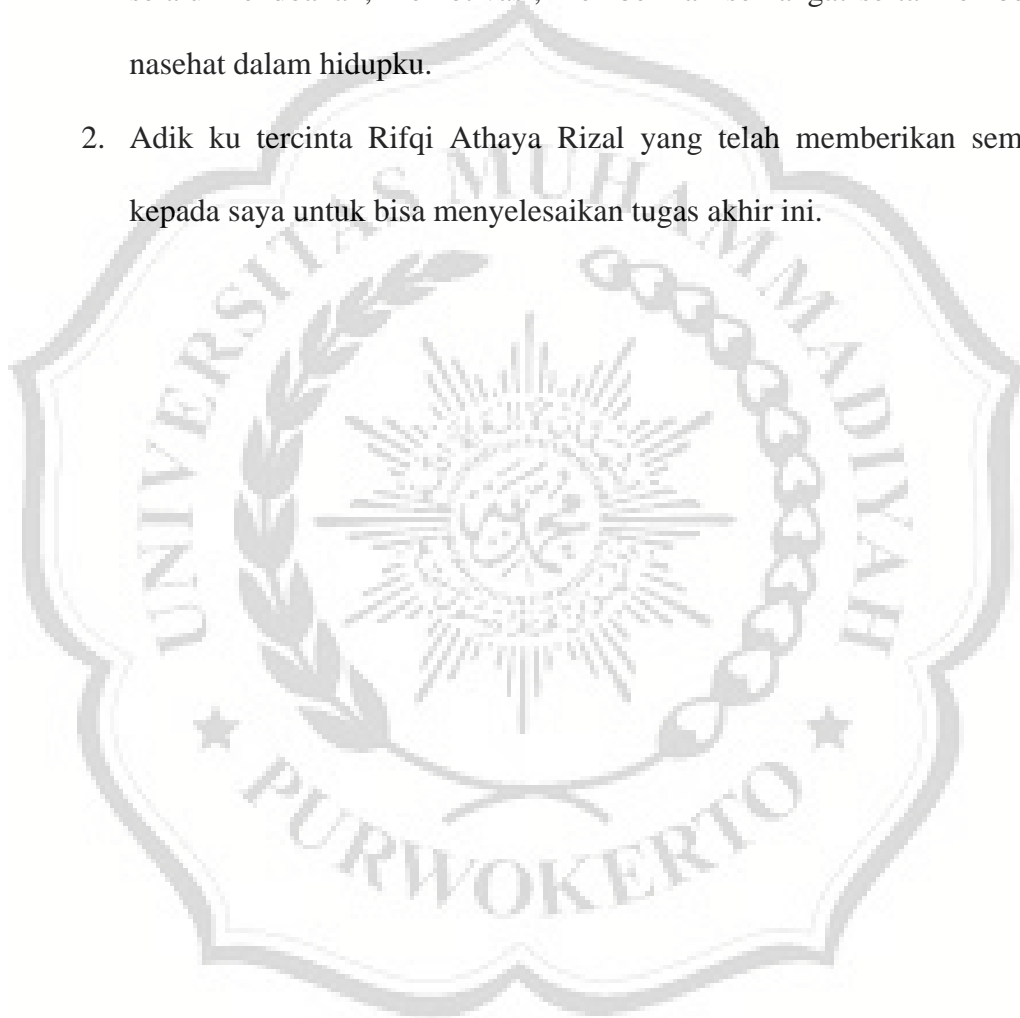 nasehat dalam hidupku.
2. Adik ku tercinta Rifqi Athaya Rizal yang telah memberikan sem
kepada saya untuk bisa menyelesaikan tugas akhir ini.
UNIVERSITAS MUHAMMADIYAH
PURWOKERTO